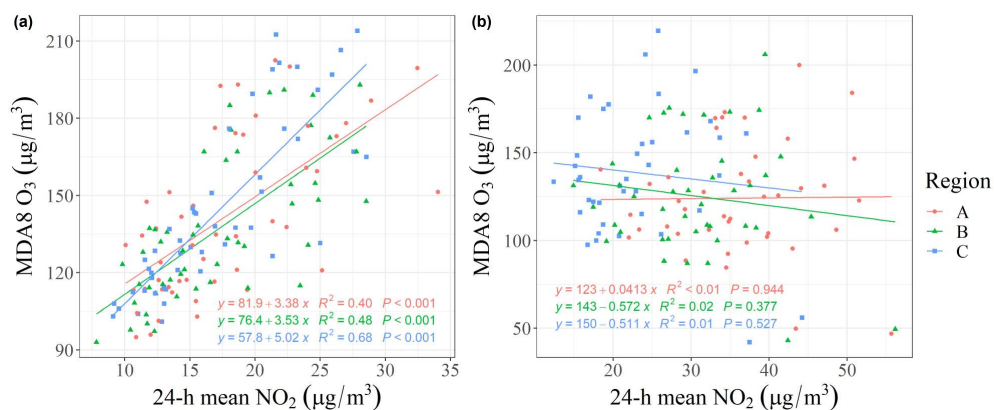 (a)
MDA8 O₃ (μg/m³)
210
180
150
120
90
y = 81.9 + 3.38 x R² = 0.40 P < 0.001
y = 76.4 + 3.53 x R² = 0.48 P < 0.001
y = 57.8 + 5.02 x R² = 0.68 P < 0.001
10 15 20 25 30 35
24-h mean NO₂ (μg/m³)
(b)
MDA8 O₃ (μg/m³)
200
150
100
50
y = 123 + 0.0413 x R² < 0.01 P = 0.944
y = 143 − 0.572 x R² = 0.02 P = 0.377
y = 150 − 0.511 x R² = 0.01 P = 0.527
20 30 40 50
24-h mean NO₂ (μg/m³)
Region
A
B
C